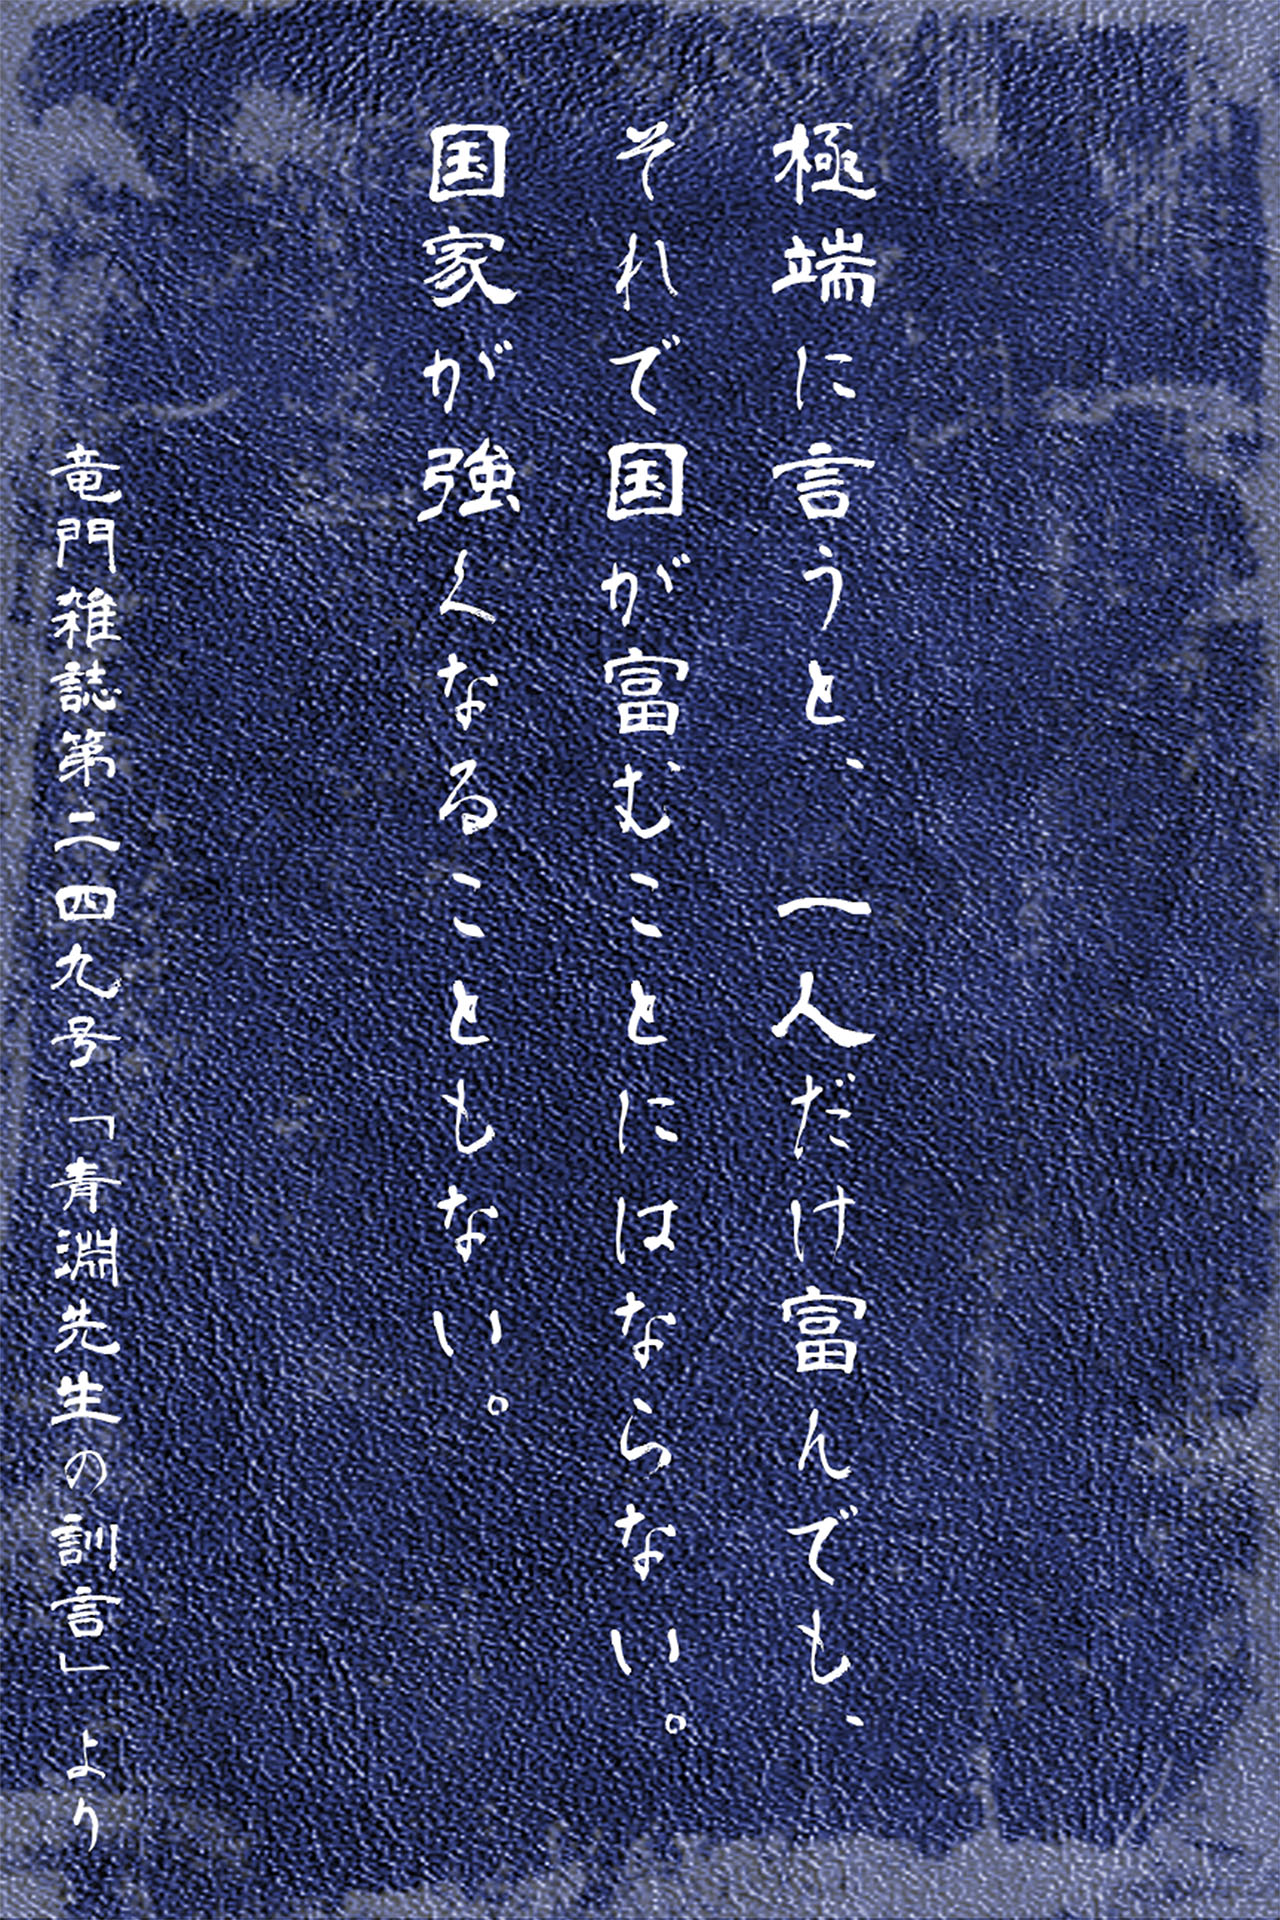 極端に言うと、一人だけ富んでも、
それで国が富むことにはならない。
国家が強くなることもない。
竜門雑誌第二四九号「青淵先生の訓言」より